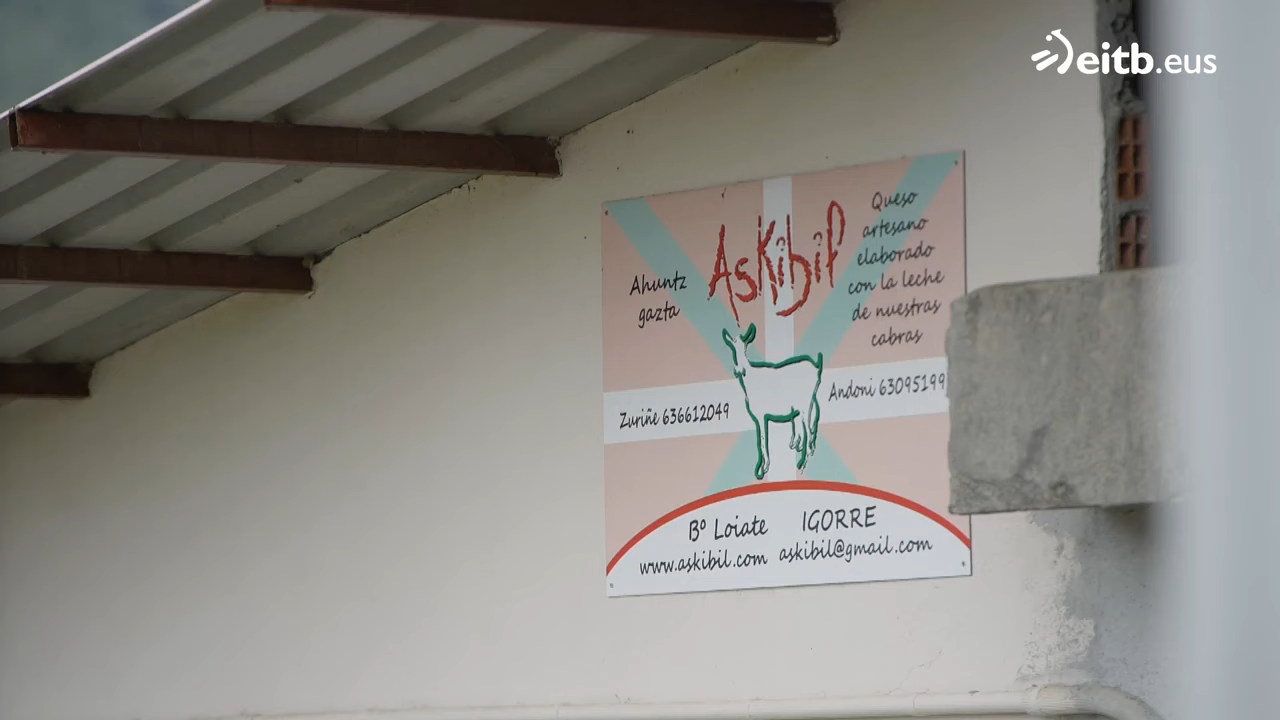 eitb.eus
Askibil
Ahuntz
gazta
Queso
artesano
elaborado
con la leche
de nuestras
cabras
Zuriñe 636612049
Andoni 63095199
Bº Loiate IGORRE
www.askibil.com askibil@gmail.com